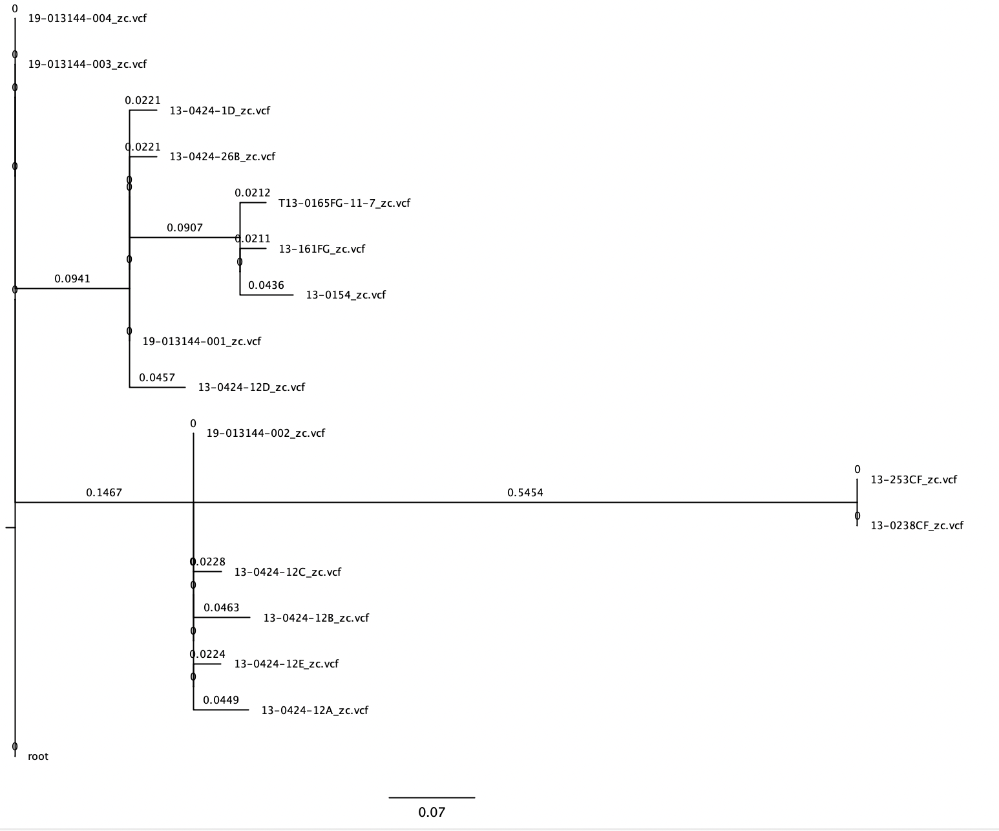 0
19-013144-004_zc.vcf
0
19-013144-003_zc.vcf
0
0.0221
13-0424-1D_zc.vcf
0.0221
13-0424-26B_zc.vcf
0
0
0
0.0212
T13-0165FG-11-7_zc.vcf
0.0907
0.0211
13-161FG_zc.vcf
0
0
0.0941
0
0.0436
13-0154_zc.vcf
0
19-013144-001_zc.vcf
0.0457
13-0424-12D_zc.vcf
0
19-013144-002_zc.vcf
0
13-253CF_zc.vcf
0.1467
0.5454
0
13-0238CF_zc.vcf
0.0228
13-0424-12C_zc.vcf
0
0.0463
13-0424-12B_zc.vcf
0
0.0224
13-0424-12E_zc.vcf
0
0.0449
13-0424-12A_zc.vcf
0
root
0.07